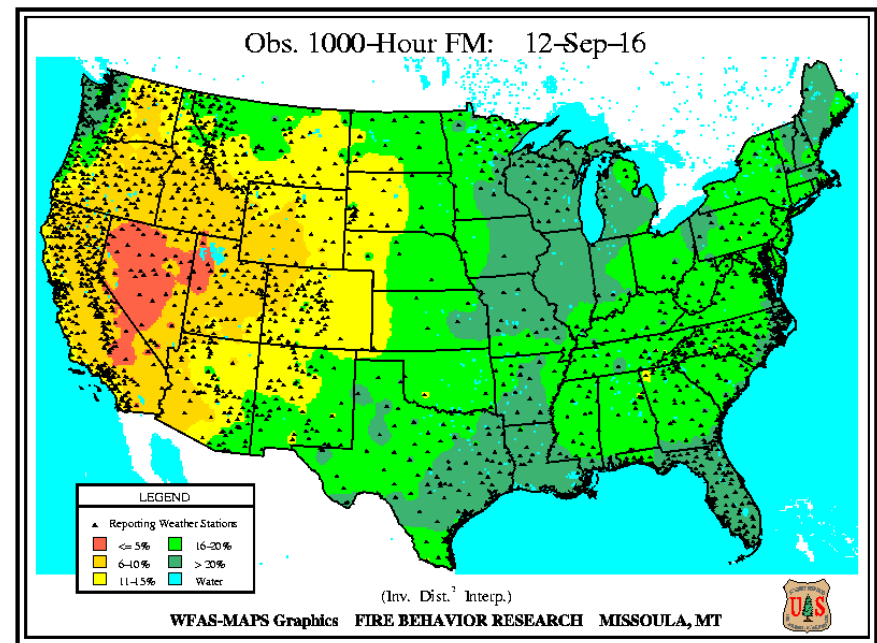 Obs. 1000-Hour FM: 12-Sep-16
LEGEND
Reporting Weather Stations
<= 5% 16-20%
6-10% > 20%
11-15% Water
(Inv. Dist.² Interp.)
WFAS-MAPS Graphics FIRE BEHAVIOR RESEARCH MISSOULA, MT
U S